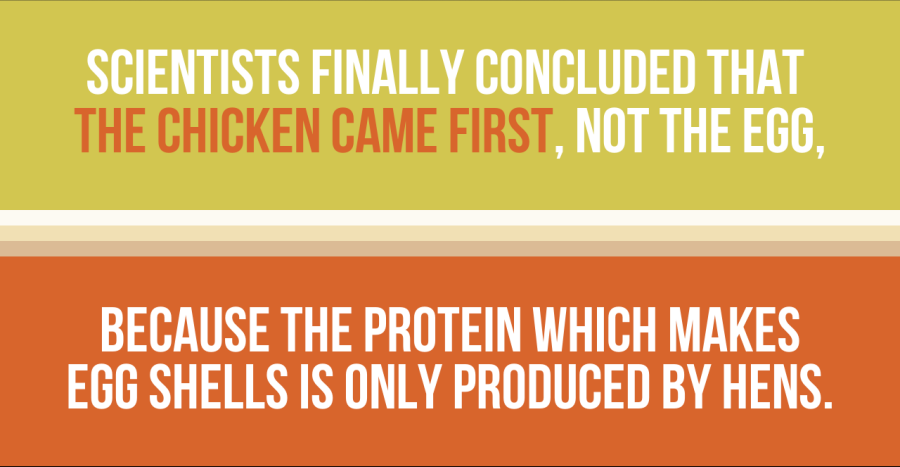 SCIENTISTS FINALLY CONCLUDED THAT
THE CHICKEN CAME FIRST, NOT THE EGG,
BECAUSE THE PROTEIN WHICH MAKES
EGG SHELLS IS ONLY PRODUCED BY HENS.